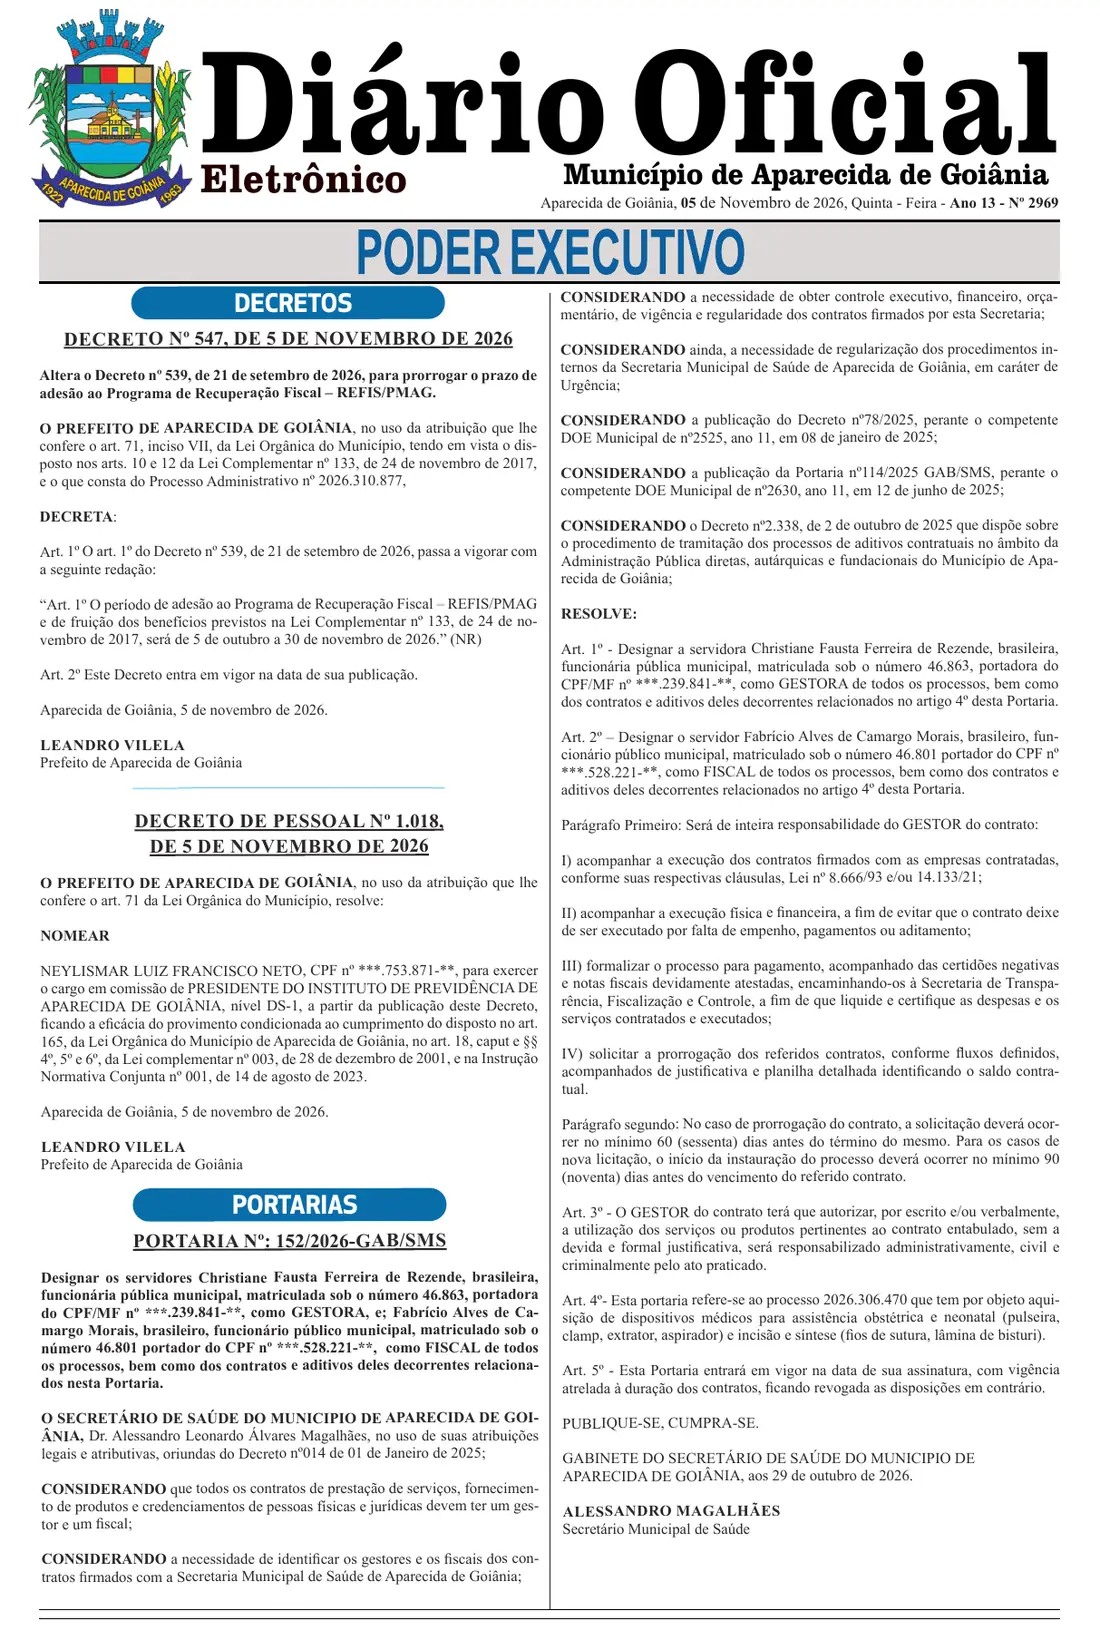 Diário Oficial
Eletrônico
Município de Aparecida de Goiânia
1922 - APARECIDA DE GOIÂNIA - 1963
Aparecida de Goiânia, 05 de Novembro de 2026, Quinta - Feira - Ano 13 - Nº 2969
PODER EXECUTIVO
DECRETOS
DECRETO Nº 547, DE 5 DE NOVEMBRO DE 2026
Altera o Decreto nº 539, de 21 de setembro de 2026, para prorrogar o prazo de
adesão ao Programa de Recuperação Fiscal – REFIS/PMAG.
O PREFEITO DE APARECIDA DE GOIÂNIA, no uso da atribuição que lhe
confere o art. 71, inciso VII, da Lei Orgânica do Município, tendo em vista o dis-
posto nos arts. 10 e 12 da Lei Complementar nº 133, de 24 de novembro de 2017,
e o que consta do Processo Administrativo nº 2026.310.877,
DECRETA:
Art. 1º O art. 1º do Decreto nº 539, de 21 de setembro de 2026, passa a vigorar com
a seguinte redação:
“Art. 1º O período de adesão ao Programa de Recuperação Fiscal – REFIS/PMAG
e de fruição dos benefícios previstos na Lei Complementar nº 133, de 24 de no-
vembro de 2017, será de 5 de outubro a 30 de novembro de 2026.” (NR)
Art. 2º Este Decreto entra em vigor na data de sua publicação.
Aparecida de Goiânia, 5 de novembro de 2026.
LEANDRO VILELA
Prefeito de Aparecida de Goiânia
DECRETO DE PESSOAL Nº 1.018,
DE 5 DE NOVEMBRO DE 2026
O PREFEITO DE APARECIDA DE GOIÂNIA, no uso da atribuição que lhe
confere o art. 71 da Lei Orgânica do Município, resolve:
NOMEAR
NEYLISMAR LUIZ FRANCISCO NETO, CPF nº ***.753.871-**, para exercer
o cargo em comissão de PRESIDENTE DO INSTITUTO DE PREVIDÊNCIA DE
APARECIDA DE GOIÂNIA, nível DS-1, a partir da publicação deste Decreto,
ficando a eficácia do provimento condicionada ao cumprimento do disposto no art.
165, da Lei Orgânica do Município de Aparecida de Goiânia, no art. 18, caput e §§
4º, 5º e 6º, da Lei complementar nº 003, de 28 de dezembro de 2001, e na Instrução
Normativa Conjunta nº 001, de 14 de agosto de 2023.
Aparecida de Goiânia, 5 de novembro de 2026.
LEANDRO VILELA
Prefeito de Aparecida de Goiânia
PORTARIAS
PORTARIA Nº: 152/2026-GAB/SMS
Designar os servidores Christiane Fausta Ferreira de Rezende, brasileira,
funcionária pública municipal, matriculada sob o número 46.863, portadora
do CPF/MF nº ***.239.841-**, como GESTORA, e; Fabrício Alves de Ca-
margo Morais, brasileiro, funcionário público municipal, matriculado sob o
número 46.801 portador do CPF nº ***.528.221-**, como FISCAL de todos
os processos, bem como dos contratos e aditivos deles decorrentes relaciona-
dos nesta Portaria.
O SECRETÁRIO DE SAÚDE DO MUNICIPIO DE APARECIDA DE GOI-
ÂNIA, Dr. Alessandro Leonardo Álvares Magalhães, no uso de suas atribuições
legais e atributivas, oriundas do Decreto nº014 de 01 de Janeiro de 2025;
CONSIDERANDO que todos os contratos de prestação de serviços, fornecimen-
to de produtos e credenciamentos de pessoas físicas e jurídicas devem ter um ges-
tor e um fiscal;
CONSIDERANDO a necessidade de identificar os gestores e os fiscais dos con-
tratos firmados com a Secretaria Municipal de Saúde de Aparecida de Goiânia;
CONSIDERANDO a necessidade de obter controle executivo, financeiro, orça-
mentário, de vigência e regularidade dos contratos firmados por esta Secretaria;
CONSIDERANDO ainda, a necessidade de regularização dos procedimentos in-
ternos da Secretaria Municipal de Saúde de Aparecida de Goiânia, em caráter de
Urgência;
CONSIDERANDO a publicação do Decreto nº78/2025, perante o competente
DOE Municipal de nº2525, ano 11, em 08 de janeiro de 2025;
CONSIDERANDO a publicação da Portaria nº114/2025 GAB/SMS, perante o
competente DOE Municipal de nº2630, ano 11, em 12 de junho de 2025;
CONSIDERANDO o Decreto nº2.338, de 2 de outubro de 2025 que dispõe sobre
o procedimento de tramitação dos processos de aditivos contratuais no âmbito da
Administração Pública diretas, autárquicas e fundacionais do Município de Apa-
recida de Goiânia;
RESOLVE:
Art. 1º - Designar a servidora Christiane Fausta Ferreira de Rezende, brasileira,
funcionária pública municipal, matriculada sob o número 46.863, portadora do
CPF/MF nº ***.239.841-**, como GESTORA de todos os processos, bem como
dos contratos e aditivos deles decorrentes relacionados no artigo 4º desta Portaria.
Art. 2º – Designar o servidor Fabrício Alves de Camargo Morais, brasileiro, fun-
cionário público municipal, matriculado sob o número 46.801 portador do CPF nº
***.528.221-**, como FISCAL de todos os processos, bem como dos contratos e
aditivos deles decorrentes relacionados no artigo 4º desta Portaria.
Parágrafo Primeiro: Será de inteira responsabilidade do GESTOR do contrato:
I) acompanhar a execução dos contratos firmados com as empresas contratadas,
conforme suas respectivas cláusulas, Lei nº 8.666/93 e/ou 14.133/21;
II) acompanhar a execução física e financeira, a fim de evitar que o contrato deixe
de ser executado por falta de empenho, pagamentos ou aditamento;
III) formalizar o processo para pagamento, acompanhado das certidões negativas
e notas fiscais devidamente atestadas, encaminhando-os à Secretaria de Transpa-
rência, Fiscalização e Controle, a fim de que liquide e certifique as despesas e os
serviços contratados e executados;
IV) solicitar a prorrogação dos referidos contratos, conforme fluxos definidos,
acompanhados de justificativa e planilha detalhada identificando o saldo contra-
tual.
Parágrafo segundo: No caso de prorrogação do contrato, a solicitação deverá ocor-
rer no mínimo 60 (sessenta) dias antes do término do mesmo. Para os casos de
nova licitação, o início da instauração do processo deverá ocorrer no mínimo 90
(noventa) dias antes do vencimento do referido contrato.
Art. 3º - O GESTOR do contrato terá que autorizar, por escrito e/ou verbalmente,
a utilização dos serviços ou produtos pertinentes ao contrato entabulado, sem a
devida e formal justificativa, será responsabilizado administrativamente, civil e
criminalmente pelo ato praticado.
Art. 4º- Esta portaria refere-se ao processo 2026.306.470 que tem por objeto aqui-
sição de dispositivos médicos para assistência obstétrica e neonatal (pulseira,
clamp, extrator, aspirador) e incisão e síntese (fios de sutura, lâmina de bisturi).
Art. 5º - Esta Portaria entrará em vigor na data de sua assinatura, com vigência
atrelada à duração dos contratos, ficando revogada as disposições em contrário.
PUBLIQUE-SE, CUMPRA-SE.
GABINETE DO SECRETÁRIO DE SAÚDE DO MUNICIPIO DE
APARECIDA DE GOIÂNIA, aos 29 de outubro de 2026.
ALESSANDRO MAGALHÃES
Secretário Municipal de Saúde